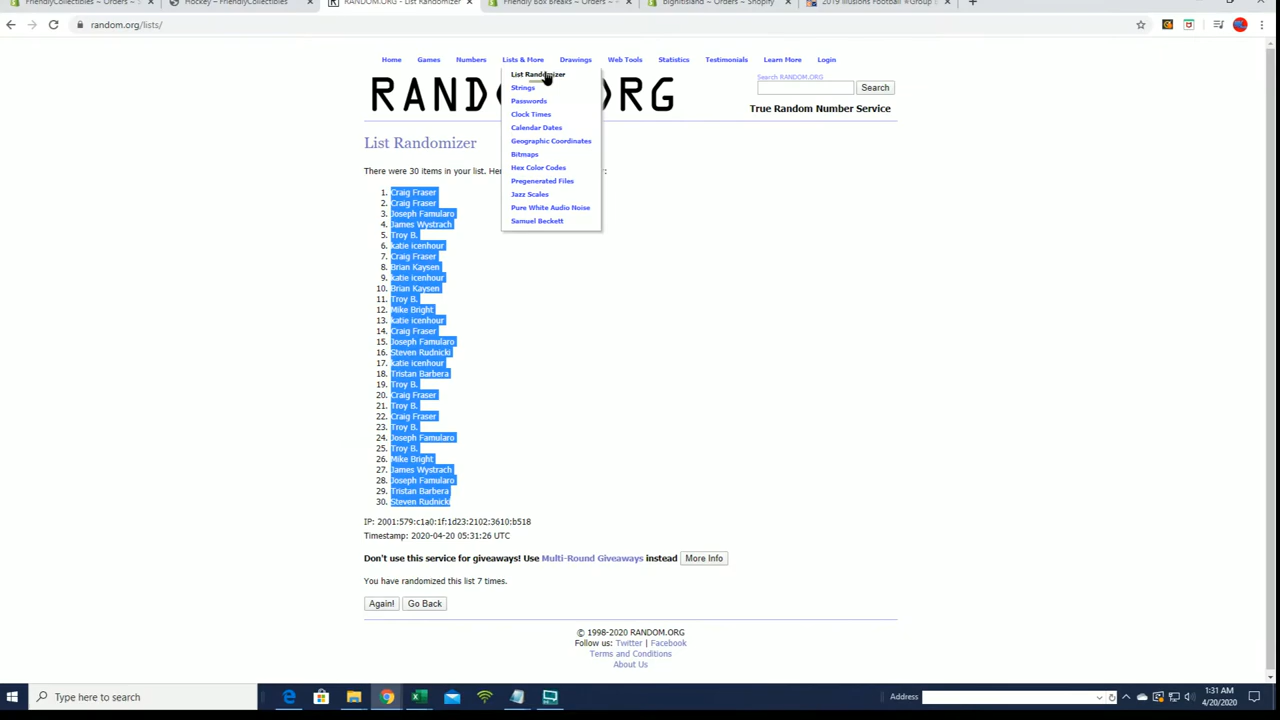 FriendlyCollectibles – Orders –
Hockey – FriendlyCollectibles
RANDOM.ORG - List Randomizer
Friendly Box Breaks – Orders –
bignitisland – Orders – Shopify
2019 Illusions Football #Group
random.org/lists/
Home Games Numbers Lists & More Drawings Web Tools Statistics Testimonials Learn More Login
List Randomizer
Strings
Passwords
Clock Times
Calendar Dates
Geographic Coordinates
Bitmaps
Hex Color Codes
Pregenerated Files
Jazz Scales
Pure White Audio Noise
Samuel Beckett
Search RANDOM.ORG
Search
True Random Number Service
List Randomizer
There were 30 items in your list. Her
1. Craig Fraser
2. Craig Fraser
3. Joseph Famularo
4. James Wystrach
5. Troy B.
6. katie icenhour
7. Craig Fraser
8. Brian Kaysen
9. katie icenhour
10. Brian Kaysen
11. Troy B.
12. Mike Bright
13. katie icenhour
14. Craig Fraser
15. Joseph Famularo
16. Steven Rudnicki
17. katie icenhour
18. Tristan Barbera
19. Troy B.
20. Craig Fraser
21. Troy B.
22. Craig Fraser
23. Troy B.
24. Joseph Famularo
25. Troy B.
26. Mike Bright
27. James Wystrach
28. Joseph Famularo
29. Tristan Barbera
30. Steven Rudnicki
IP: 2001:579:c1a0:1f:1d23:2102:3610:b518
Timestamp: 2020-04-20 05:31:26 UTC
Don't use this service for giveaways! Use Multi-Round Giveaways instead More Info
You have randomized this list 7 times.
Again! Go Back
© 1998-2020 RANDOM.ORG
Follow us: Twitter | Facebook
Terms and Conditions
About Us
Type here to search
Address
1:31 AM
4/20/2020